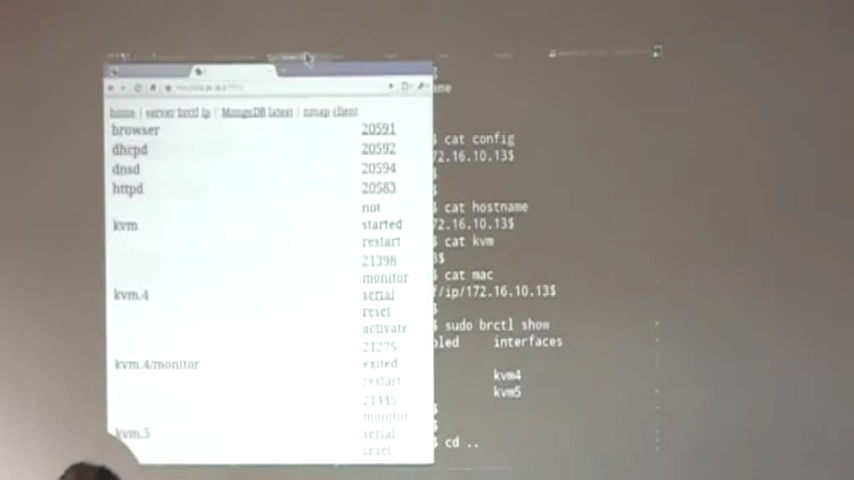 home | server brctl ip | MongoDB latest | nmap client
browser 20591
dhcpd 20592
dnsd 20594
httpd 20583
kvm not started restart
kvm.4 21398 monitor serial reset activate
kvm.4/monitor 21275 exited restart
kvm.5 21445 monitor serial reset
ame
$ cat config
72.16.10.13$
$
$
$ cat hostname
72.16.10.13$
$ cat kvm
$
$ cat mac
/ip/172.16.10.13$
$
$ sudo brctl show
bled interfaces
kvm4
kvm5
$
$
$ cd ..